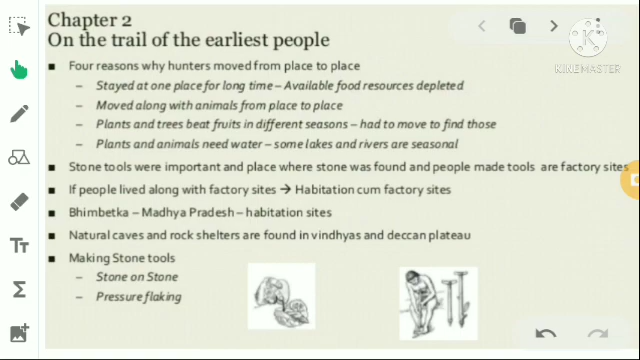 Chapter 2
On the trail of the earliest people
KINEMASTER
■ Four reasons why hunters moved from place to place
– Stayed at one place for long time – Available food resources depleted
– Moved along with animals from place to place
– Plants and trees beat fruits in different seasons – had to move to find those
– Plants and animals need water – some lakes and rivers are seasonal
■ Stone tools were important and place where stone was found and people made tools are factory sites
■ If people lived along with factory sites → Habitation cum factory sites
■ Bhimbetka – Madhya Pradesh – habitation sites
■ Natural caves and rock shelters are found in vindhyas and deccan plateau
■ Making Stone tools
– Stone on Stone
– Pressure flaking